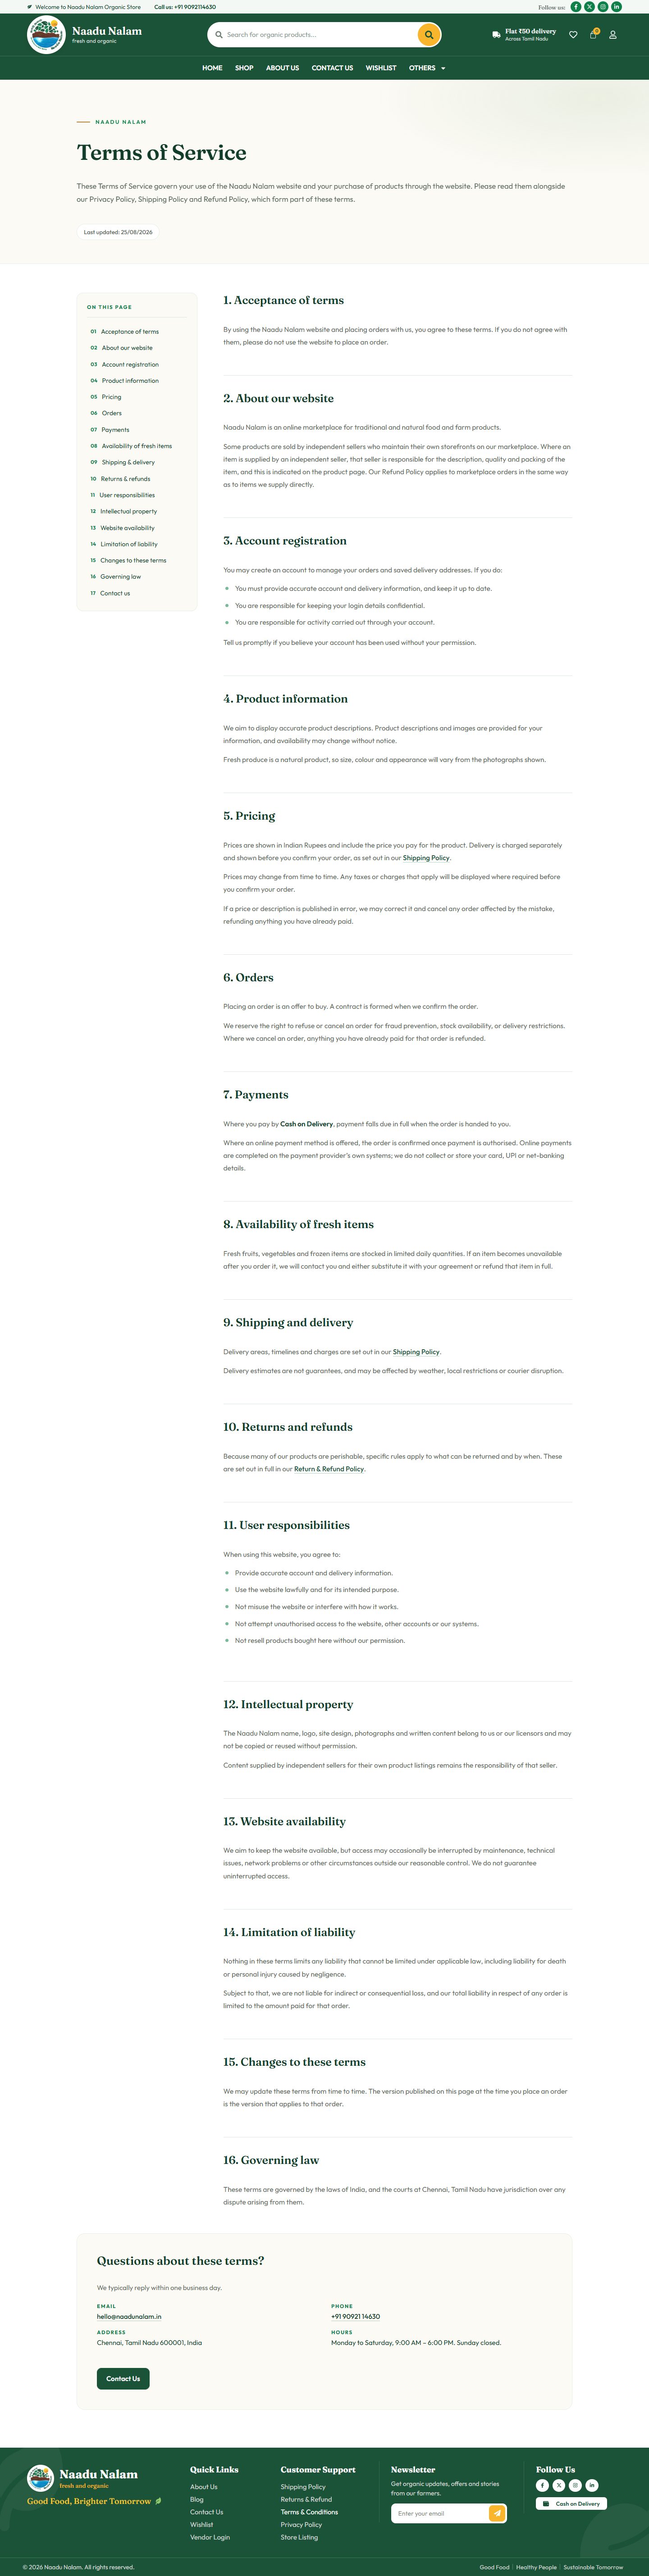 Welcome to Naadu Nalam Organic Store
Call us: +91 9092114630
Follow us:
Naadu Nalam
fresh and organic
Search for organic products...
Flat ₹50 delivery
Across Tamil Nadu
0
HOME
SHOP
ABOUT US
CONTACT US
WISHLIST
OTHERS
NAADU NALAM
Terms of Service
These Terms of Service govern your use of the Naadu Nalam website and your purchase of products through the website. Please read them alongside
our Privacy Policy, Shipping Policy and Refund Policy, which form part of these terms.
Last updated: 25/08/2026
ON THIS PAGE
01 Acceptance of terms
02 About our website
03 Account registration
04 Product information
05 Pricing
06 Orders
07 Payments
08 Availability of fresh items
09 Shipping & delivery
10 Returns & refunds
11 User responsibilities
12 Intellectual property
13 Website availability
14 Limitation of liability
15 Changes to these terms
16 Governing law
17 Contact us
1. Acceptance of terms
By using the Naadu Nalam website and placing orders with us, you agree to these terms. If you do not agree with
them, please do not use the website to place an order.
2. About our website
Naadu Nalam is an online marketplace for traditional and natural food and farm products.
Some products are sold by independent sellers who maintain their own storefronts on our marketplace. Where an
item is supplied by an independent seller, that seller is responsible for the description, quality and packing of the
item, and this is indicated on the product page. Our Refund Policy applies to marketplace orders in the same way
as to items we supply directly.
3. Account registration
You may create an account to manage your orders and saved delivery addresses. If you do:
You must provide accurate account and delivery information, and keep it up to date.
You are responsible for keeping your login details confidential.
You are responsible for activity carried out through your account.
Tell us promptly if you believe your account has been used without your permission.
4. Product information
We aim to display accurate product descriptions. Product descriptions and images are provided for your
information, and availability may change without notice.
Fresh produce is a natural product, so size, colour and appearance will vary from the photographs shown.
5. Pricing
Prices are shown in Indian Rupees and include the price you pay for the product. Delivery is charged separately
and shown before you confirm your order, as set out in our Shipping Policy.
Prices may change from time to time. Any taxes or charges that apply will be displayed where required before
you confirm your order.
If a price or description is published in error, we may correct it and cancel any order affected by the mistake,
refunding anything you have already paid.
6. Orders
Placing an order is an offer to buy. A contract is formed when we confirm the order.
We reserve the right to refuse or cancel an order for fraud prevention, stock availability, or delivery restrictions.
Where we cancel an order, anything you have already paid for that order is refunded.
7. Payments
Where you pay by Cash on Delivery, payment falls due in full when the order is handed to you.
Where an online payment method is offered, the order is confirmed once payment is authorised. Online payments
are completed on the payment provider's own systems; we do not collect or store your card, UPI or net-banking
details.
8. Availability of fresh items
Fresh fruits, vegetables and frozen items are stocked in limited daily quantities. If an item becomes unavailable
after you order it, we will contact you and either substitute it with your agreement or refund that item in full.
9. Shipping and delivery
Delivery areas, timelines and charges are set out in our Shipping Policy.
Delivery estimates are not guarantees, and may be affected by weather, local restrictions or courier disruption.
10. Returns and refunds
Because many of our products are perishable, specific rules apply to what can be returned and by when. These
are set out in full in our Return & Refund Policy.
11. User responsibilities
When using this website, you agree to:
Provide accurate account and delivery information.
Use the website lawfully and for its intended purpose.
Not misuse the website or interfere with how it works.
Not attempt unauthorised access to the website, other accounts or our systems.
Not resell products bought here without our permission.
12. Intellectual property
The Naadu Nalam name, logo, site design, photographs and written content belong to us or our licensors and may
not be copied or reused without permission.
Content supplied by independent sellers for their own product listings remains the responsibility of that seller.
13. Website availability
We aim to keep the website available, but access may occasionally be interrupted by maintenance, technical
issues, network problems or other circumstances outside our reasonable control. We do not guarantee
uninterrupted access.
14. Limitation of liability
Nothing in these terms limits any liability that cannot be limited under applicable law, including liability for death
or personal injury caused by negligence.
Subject to that, we are not liable for indirect or consequential loss, and our total liability in respect of any order is
limited to the amount paid for that order.
15. Changes to these terms
We may update these terms from time to time. The version published on this page at the time you place an order
is the version that applies to that order.
16. Governing law
These terms are governed by the laws of India, and the courts at Chennai, Tamil Nadu have jurisdiction over any
dispute arising from them.
Questions about these terms?
We typically reply within one business day.
EMAIL
hello@naadunalam.in
PHONE
+91 90921 14630
ADDRESS
Chennai, Tamil Nadu 600001, India
HOURS
Monday to Saturday, 9:00 AM – 6:00 PM. Sunday closed.
Contact Us
Naadu Nalam
fresh and organic
Good Food, Brighter Tomorrow
Quick Links
About Us
Blog
Contact Us
Wishlist
Vendor Login
Customer Support
Shipping Policy
Returns & Refund
Terms & Conditions
Privacy Policy
Store Listing
Newsletter
Get organic updates, offers and stories
from our farmers.
Enter your email
Follow Us
Cash on Delivery
© 2026 Naadu Nalam. All rights reserved.
Good Food | Healthy People | Sustainable Tomorrow